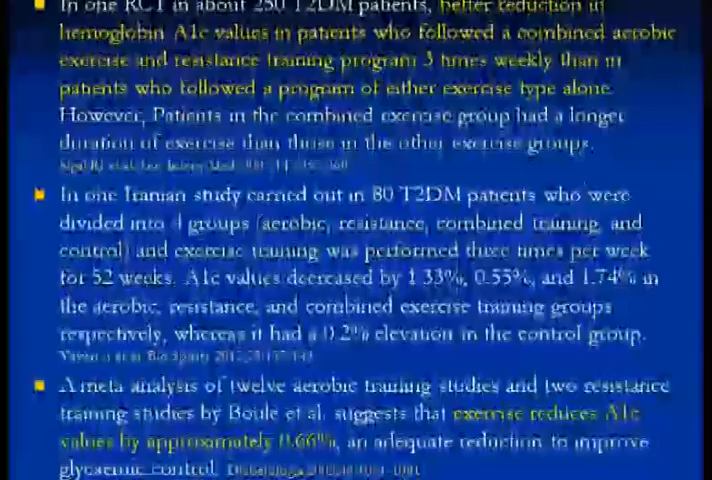 In one RCT in about 250 T2DM patients, better reduction in
hemoglobin A1c values in patients who followed a combined aerobic
exercise and resistance training program 3 times weekly than in
patients who followed a program of either exercise type alone.
However, Patients in the combined exercise group had a longer
duration of exercise than those in the other exercise groups.
In one Iranian study carried out in 80 T2DM patients who were
divided into 4 groups (aerobic, resistance, combined training, and
control) and exercise training was performed three times per week
for 52 weeks. A1c values decreased by 1.33%, 0.55%, and 1.74% in
the aerobic, resistance, and combined exercise training groups
respectively, whereas it had a 0.2% elevation in the control group.
A meta analysis of twelve aerobic training studies and two resistance
training studies by Boule et al. suggests that exercise reduces A1c
values by approximately 0.66%, an adequate reduction to improve
glycaemic control.